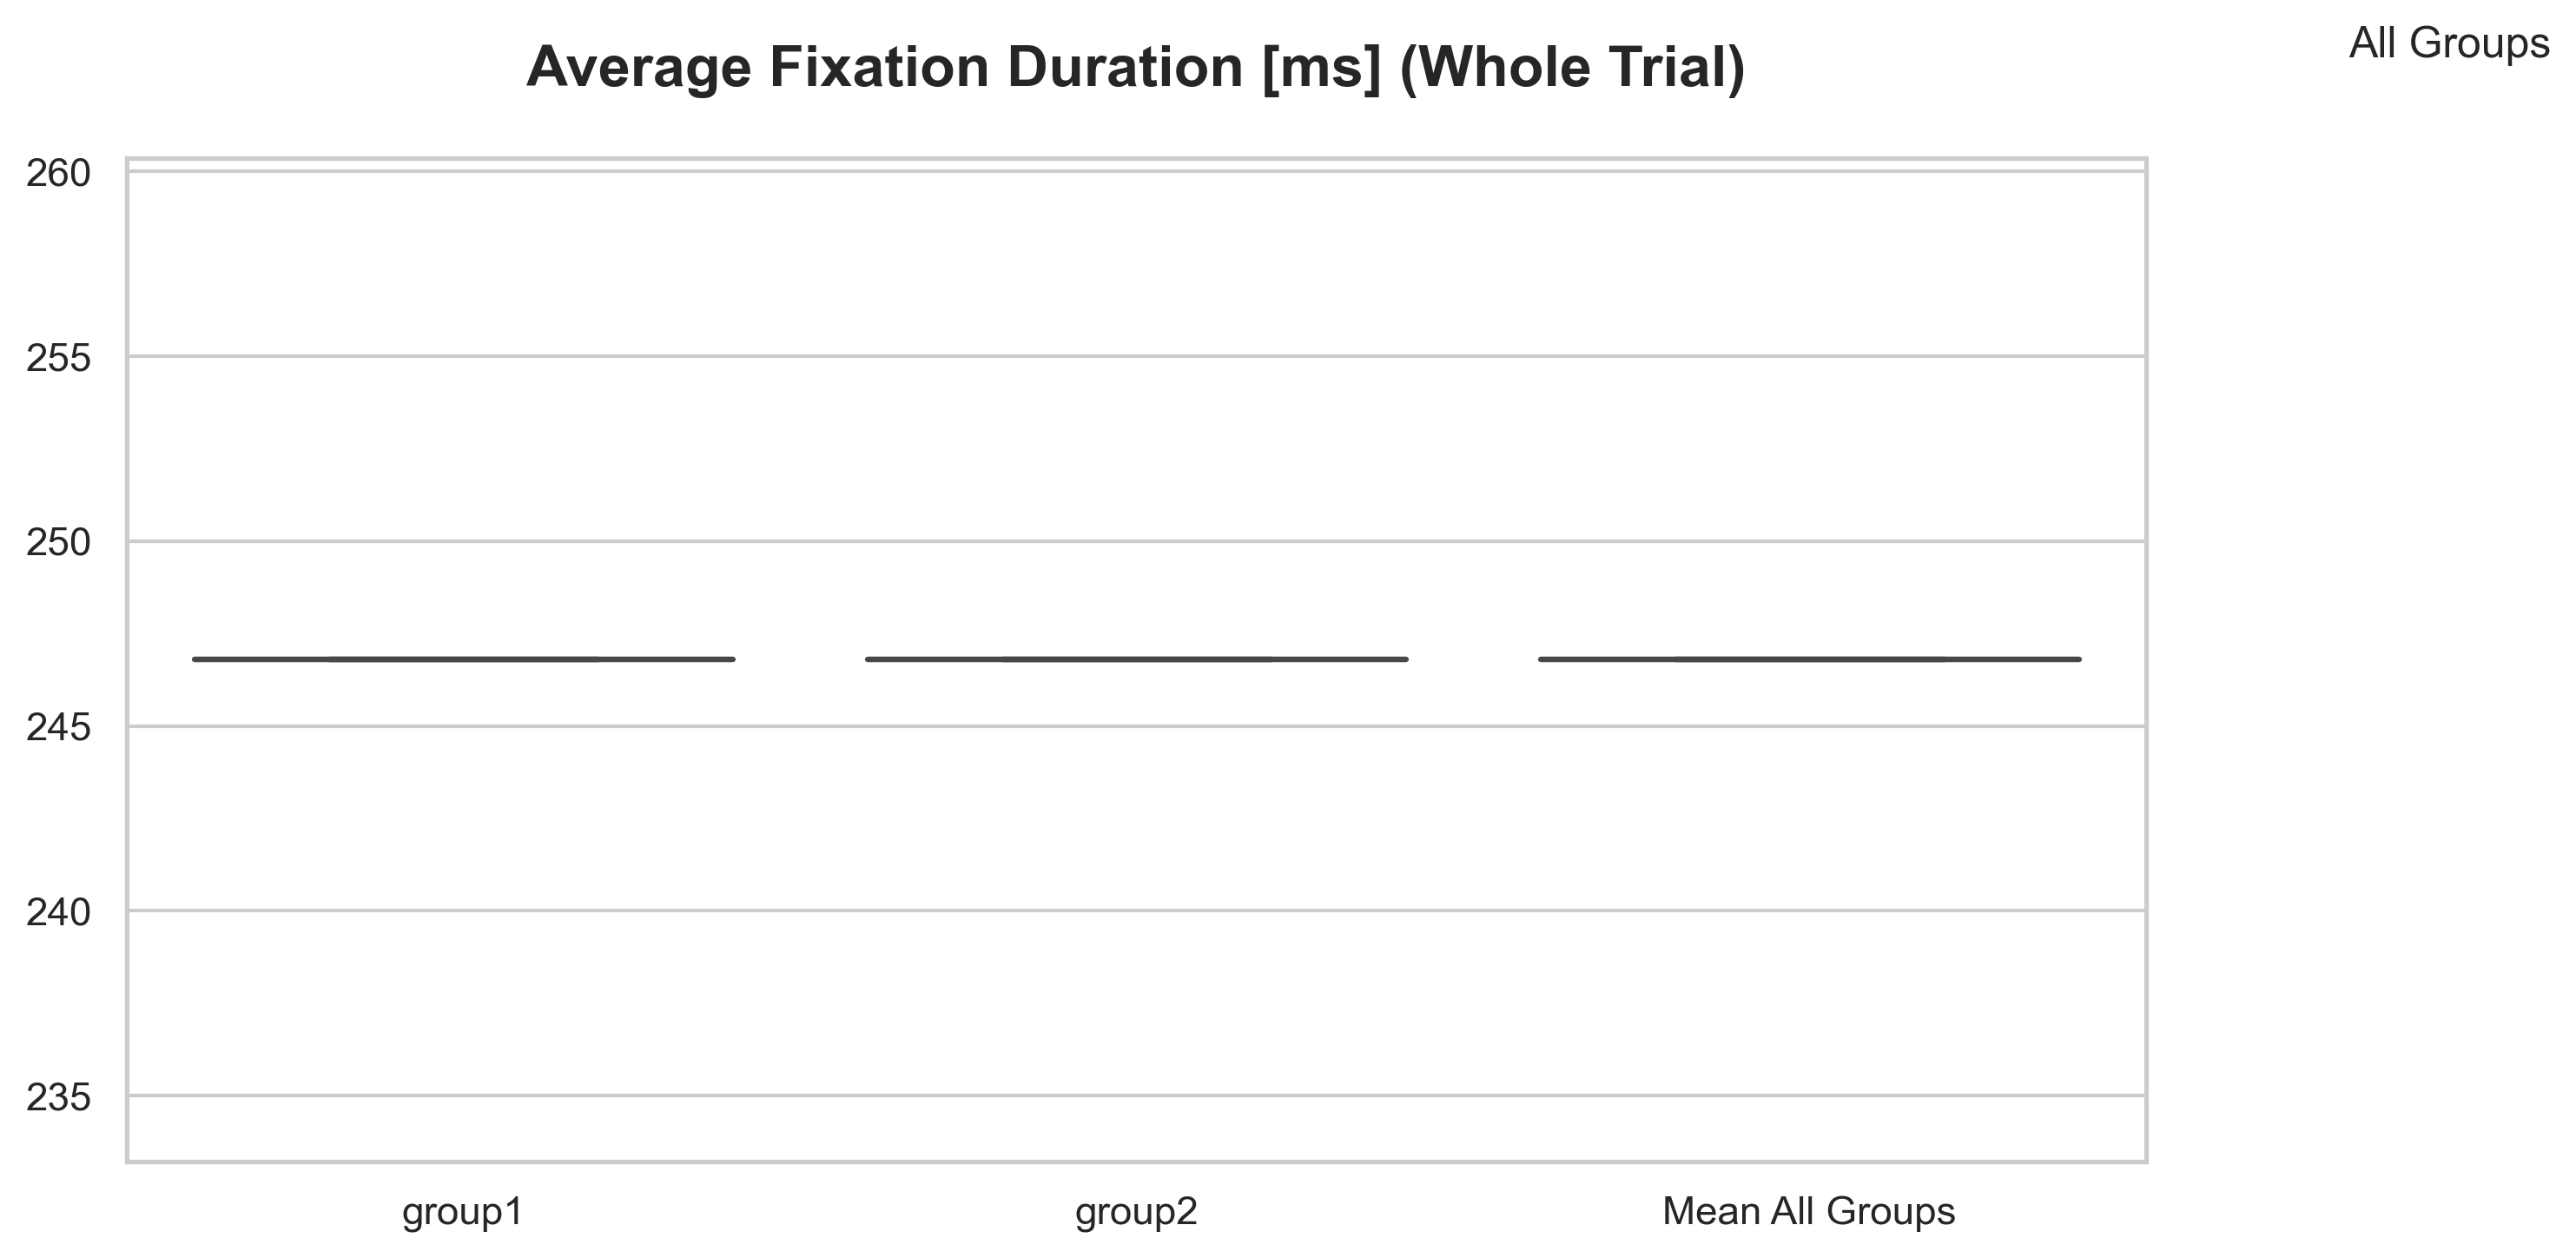 All Groups
Average Fixation Duration [ms] (Whole Trial)
260
255
250
245
240
235
group1
group2
Mean All Groups